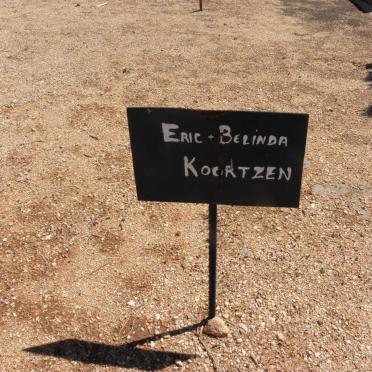 Eric + Belinda
Koortzen